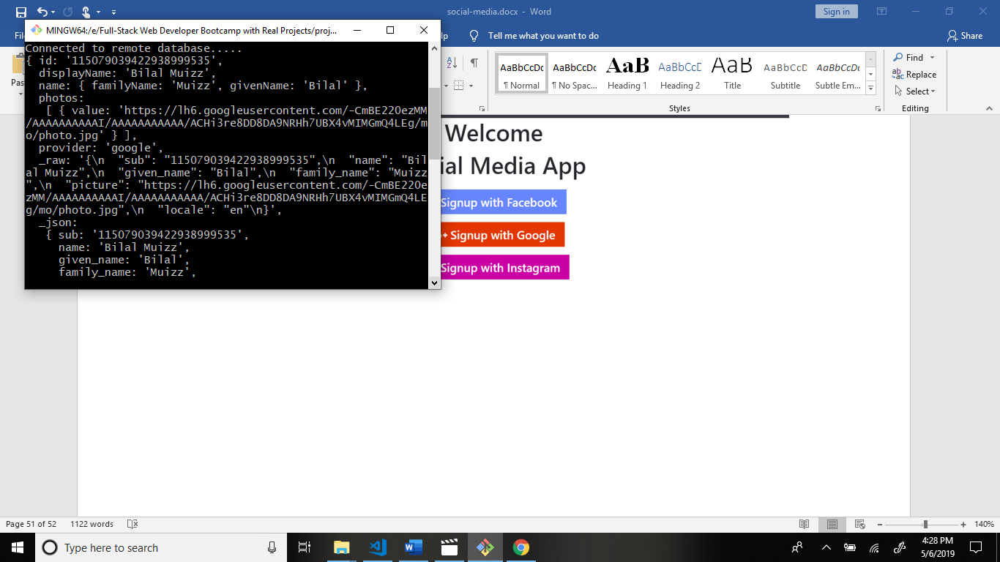 social-media.docx - Word
Sign in
MINGW64:/e/Full-Stack Web Developer Bootcamp with Real Projects/proj...
Tell me what you want to do
Share
Connected to remote database.....
{ id: '115079039422938999535',
displayName: 'Bilal Muizz',
name: { familyName: 'Muizz', givenName: 'Bilal' },
photos:
[ { value: 'https://lh6.googleusercontent.com/-CmBE22OezMM
/AAAAAAAAAAI/AAAAAAAAAAA/ACHi3re8DD8DA9NRHh7UBX4vMIMGmQ4LEg/m
o/photo.jpg' } ],
provider: 'google',
_raw: '{\n  "sub": "115079039422938999535",\n  "name": "Bil
al Muizz",\n  "given_name": "Bilal",\n  "family_name": "Muizz
",\n  "picture": "https://lh6.googleusercontent.com/-CmBE22Oe
zMM/AAAAAAAAAAI/AAAAAAAAAAA/ACHi3re8DD8DA9NRHh7UBX4vMIMGmQ4LE
g/mo/photo.jpg",\n  "locale": "en"\n}',
_json:
{ sub: '115079039422938999535',
name: 'Bilal Muizz',
given_name: 'Bilal',
family_name: 'Muizz',
AaBbCcDc AaBbCcDc AaB AaBbCcD AaB AaBbCcD AaBbCcDc
¶ Normal ¶ No Spac... Heading 1 Heading 2 Title Subtitle Subtle Em...
Styles
Find
Replace
Select
Editing
Welcome
ial Media App
Signup with Facebook
Signup with Google
Signup with Instagram
Page 51 of 52 1122 words
140%
Type here to search
4:28 PM
5/6/2019